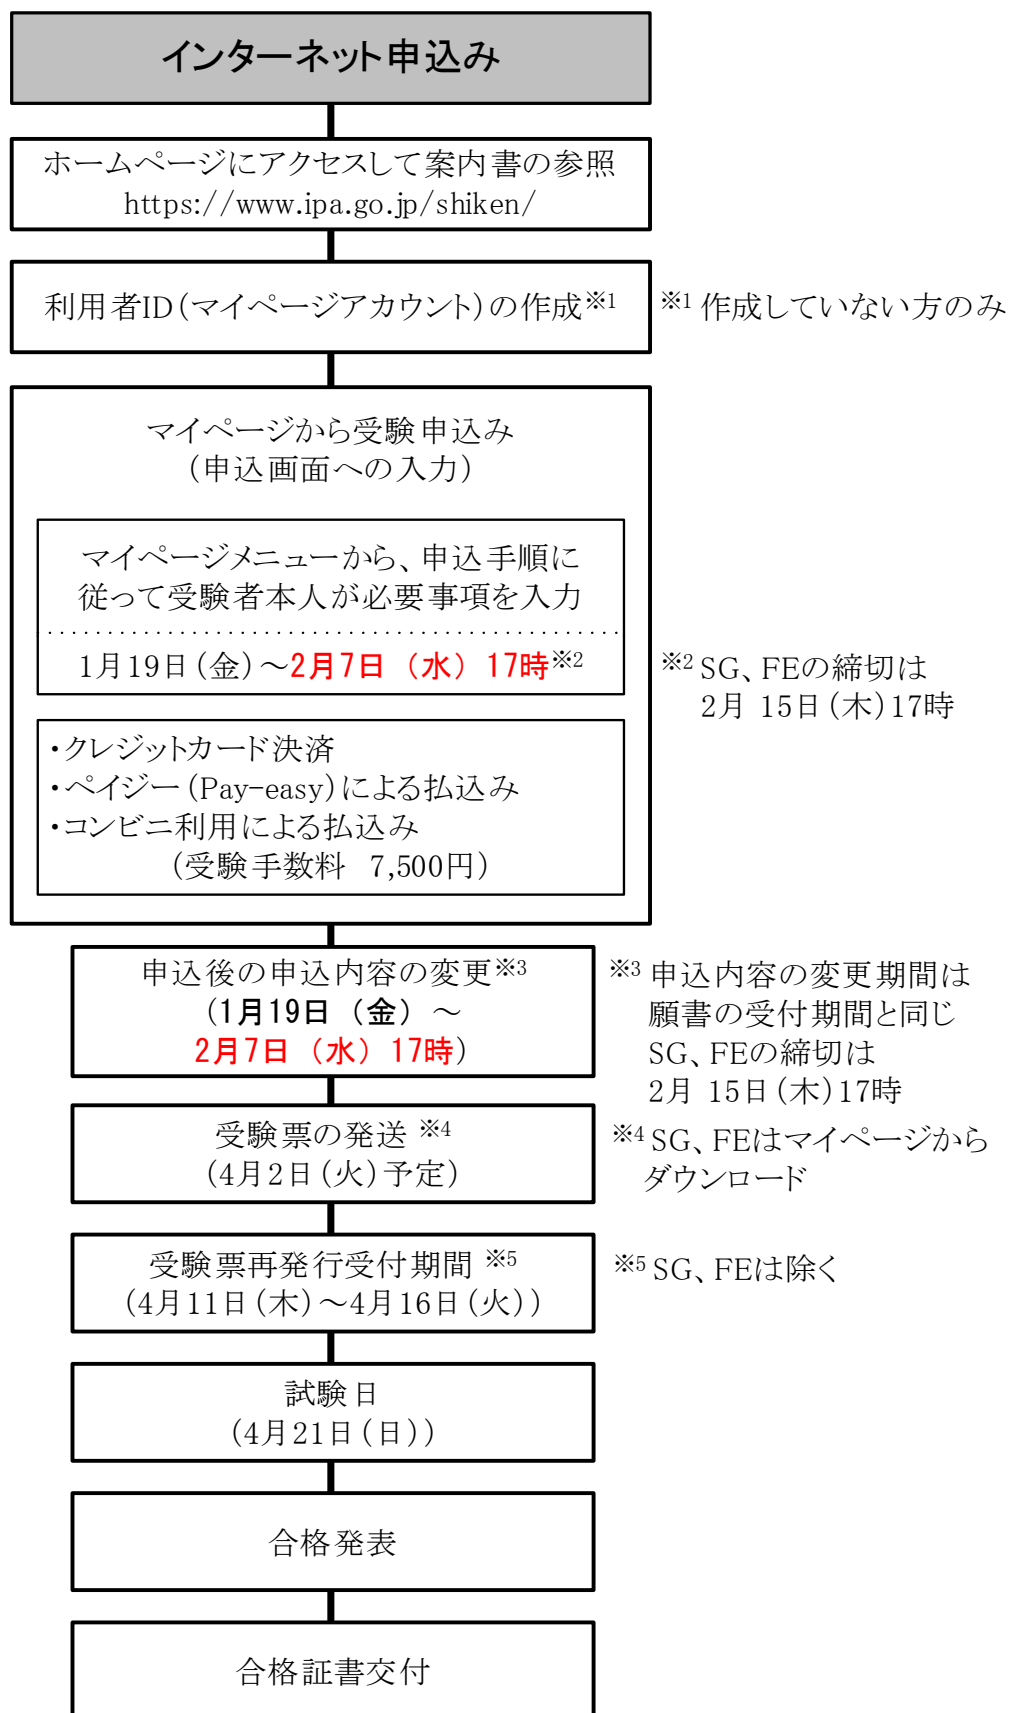 インターネット申込み
ホームページにアクセスして案内書の参照
https://www.ipa.go.jp/shiken/
利用者ID（マイページアカウント）の作成※1
※1 作成していない方のみ
マイページから受験申込み
（申込画面への入力）
マイページメニューから、申込手順に
従って受験者本人が必要事項を入力
1月19日（金）～2月7日（水）17時※2
※2 SG、FEの締切は
2月 15日（木）17時
・クレジットカード決済
・ペイジー（Pay-easy）による払込み
・コンビニ利用による払込み
（受験手数料　7,500円）
申込後の申込内容の変更※3
（1月19日（金）～
2月7日（水）17時）
※3 申込内容の変更期間は
願書の受付期間と同じ
SG、FEの締切は
2月 15日（木）17時
受験票の発送 ※4
（4月2日（火）予定）
※4 SG、FEはマイページから
ダウンロード
受験票再発行受付期間 ※5
（4月11日（木）～4月16日（火））
※5 SG、FEは除く
試験日
（4月21日（日））
合格発表
合格証書交付